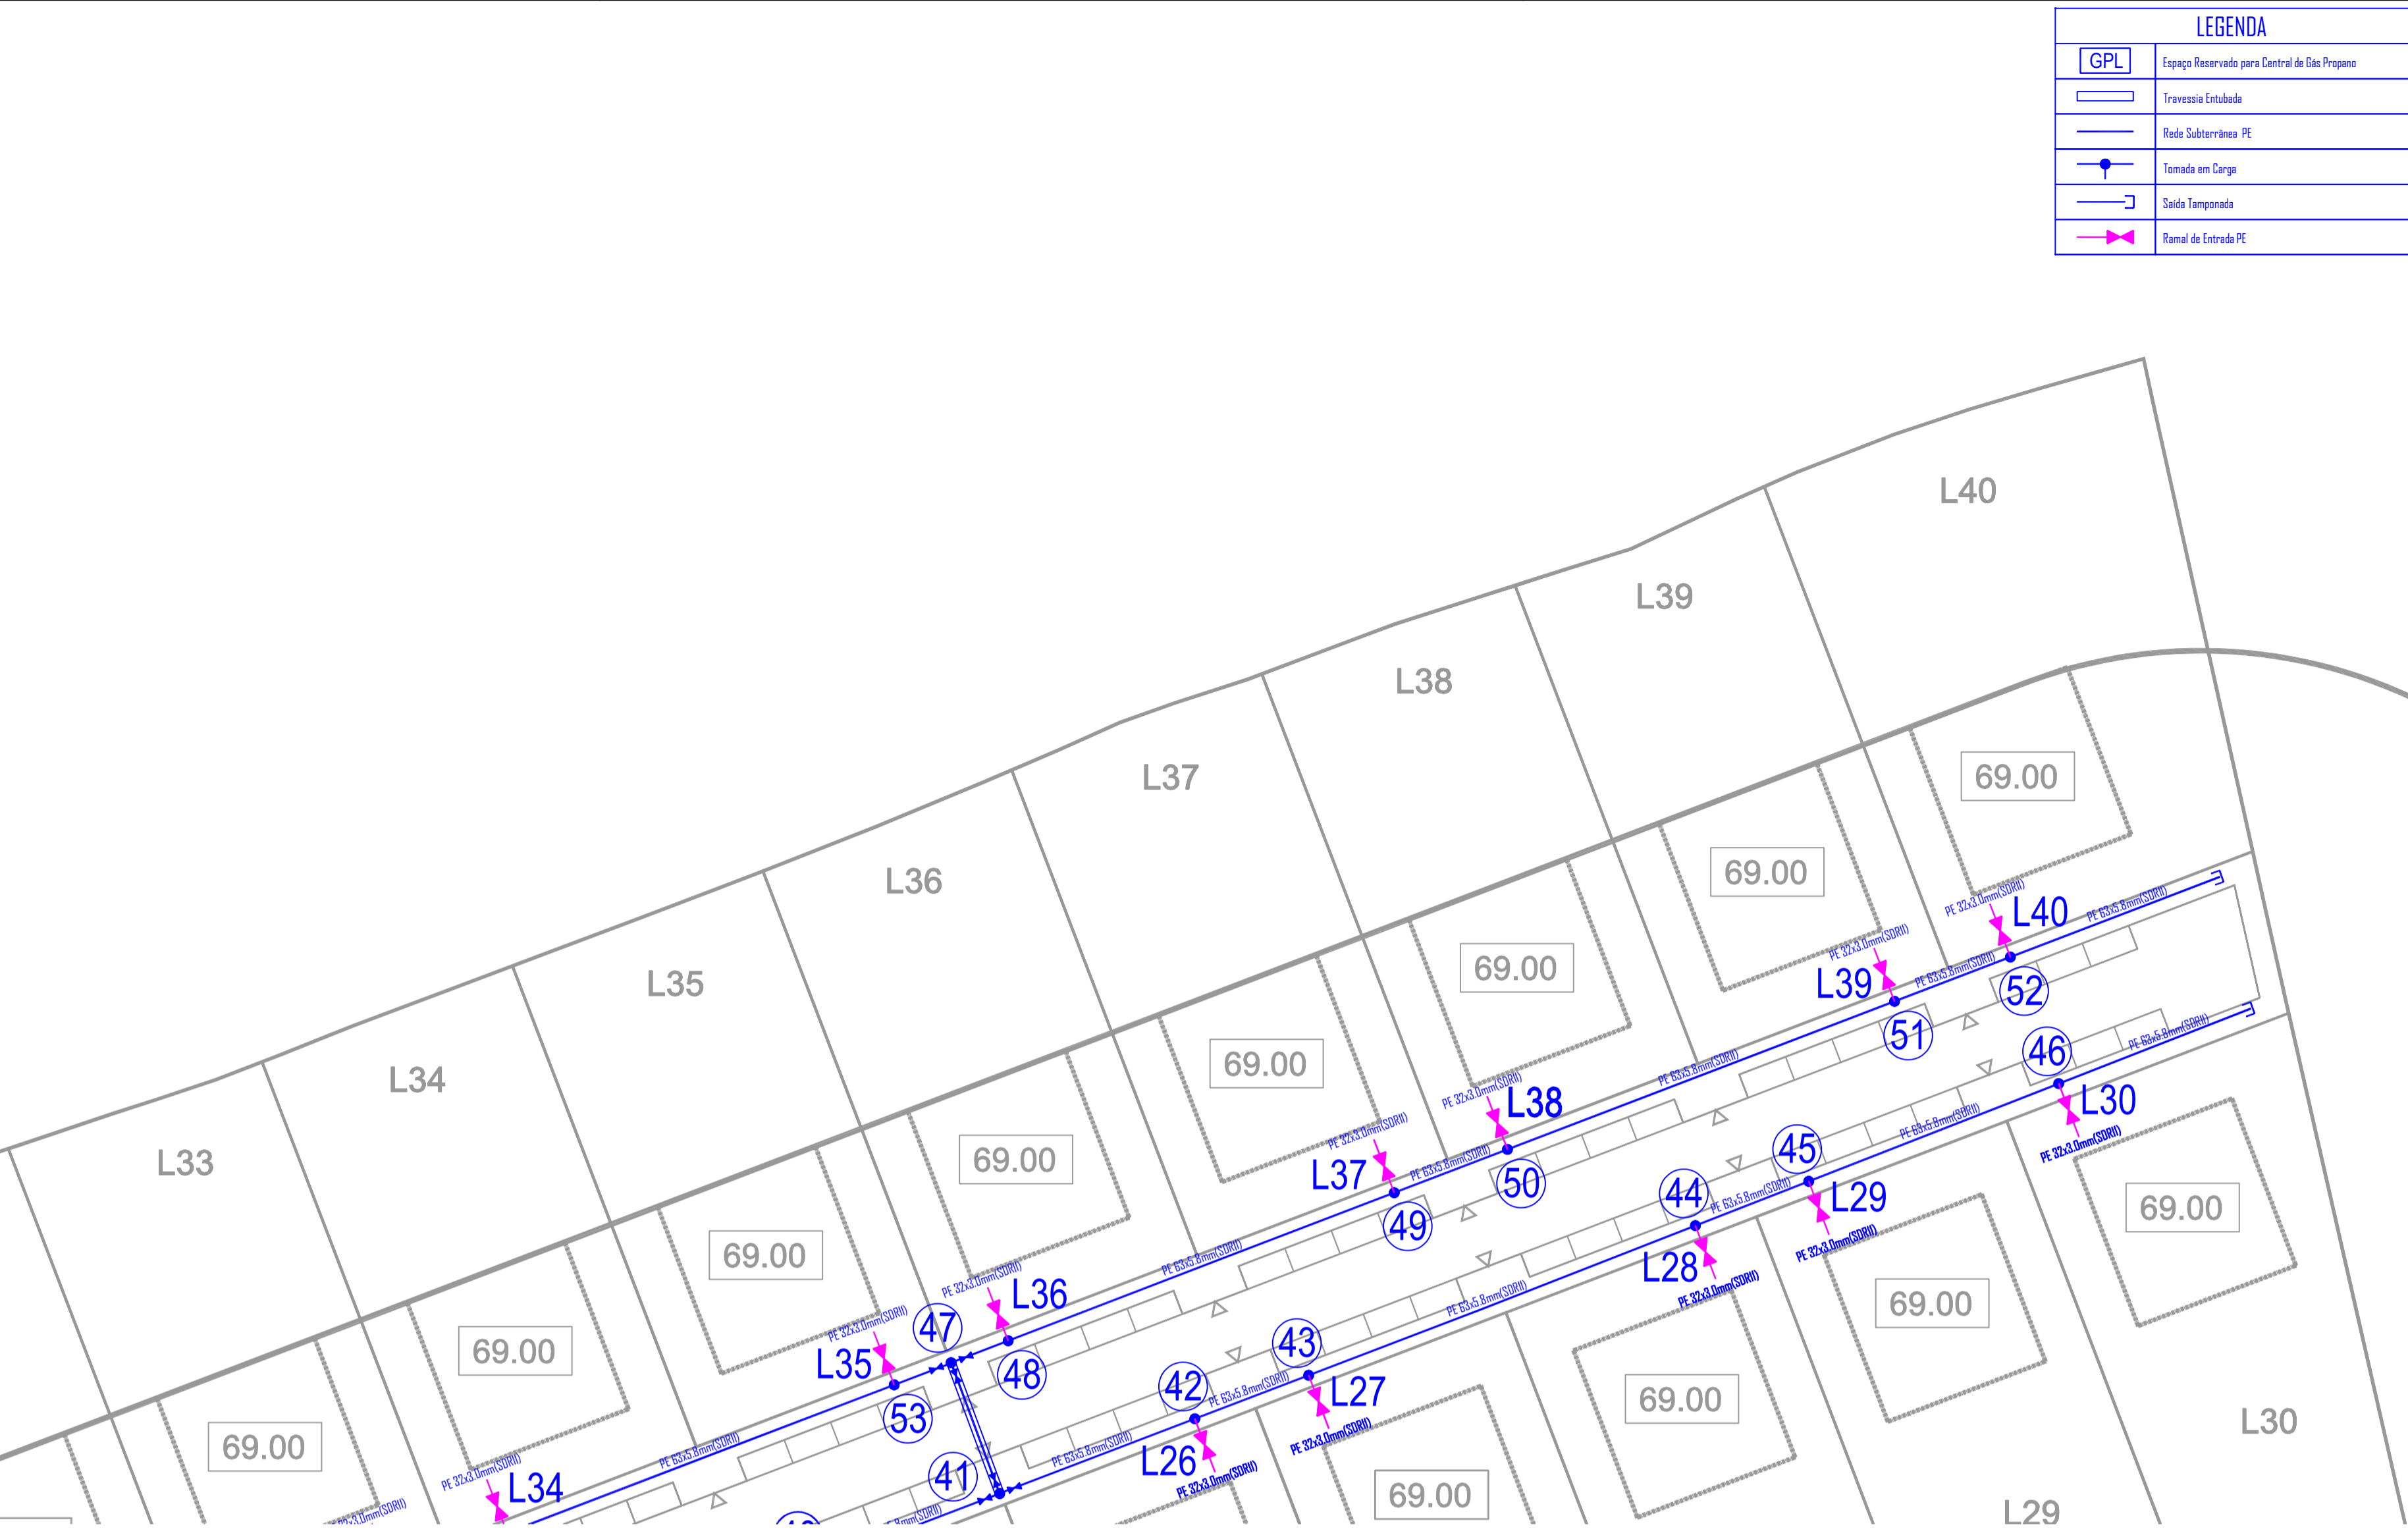 LEGENDA
GPL Espaço Reservado para Central de Gás Propano
Travessia Entubada
Rede Subterrânea PE
Tomada em Carga
Saída Tamponada
Ramal de Entrada PE
L40
L39
L38
L37
L36
L35
L34
L33
69.00
69.00
69.00
69.00
69.00
69.00
69.00
69.00
PE 32x3.0mm(SDR11)
L40
PE 63x5.8mm(SDR11)
52
PE 32x3.0mm(SDR11)
L39
PE 63x5.8mm(SDR11)
51
PE 63x5.8mm(SDR11)
PE 32x3.0mm(SDR11)
L38
50
PE 32x3.0mm(SDR11)
L37
PE 63x5.8mm(SDR11)
49
PE 63x5.8mm(SDR11)
PE 32x3.0mm(SDR11)
L36
47
48
PE 32x3.0mm(SDR11)
L35
53
PE 63x5.8mm(SDR11)
PE 32x3.0mm(SDR11)
L34
46
PE 63x5.8mm(SDR11)
L30
PE 32x3.0mm(SDR11)
PE 63x5.8mm(SDR11)
45
L29
PE 32x3.0mm(SDR11)
44
PE 63x5.8mm(SDR11)
L28
PE 32x3.0mm(SDR11)
PE 63x5.8mm(SDR11)
43
L27
PE 32x3.0mm(SDR11)
42
PE 63x5.8mm(SDR11)
L26
PE 32x3.0mm(SDR11)
PE 63x5.8mm(SDR11)
41
69.00
69.00
69.00
69.00
L30
L29